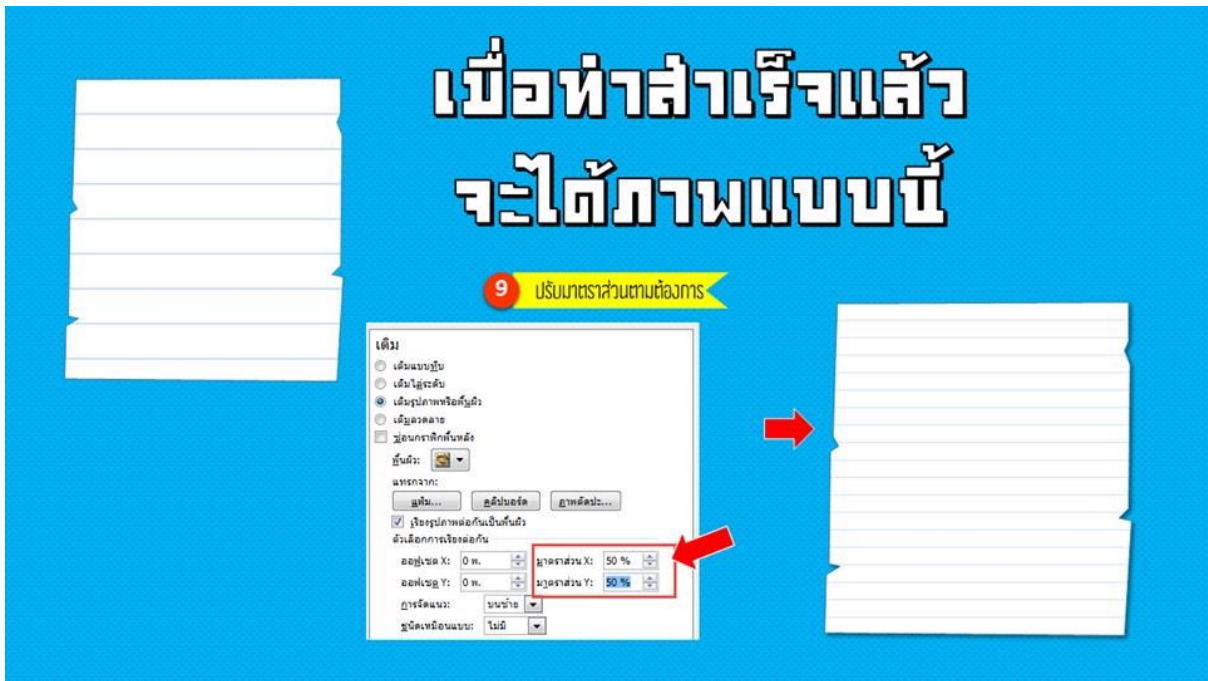 เมื่อทำสำเร็จแล้ว
จะได้ภาพแบบนี้
9 ปรับมาตราส่วนตามต้องการ
เติม
เติมแบบทึบ
เติมไล่ระดับ
เติมรูปภาพหรือพื้นผิว
เติมลวดลาย
ซ่อนกราฟิกพื้นหลัง
พื้นผิว:
แทรกจาก:
แฟ้ม... คลิปบอร์ด ภาพตัดปะ...
เรียงรูปภาพต่อกันเป็นพื้นผิว
ตัวเลือกการเรียงต่อกัน
ออฟเซต X: 0 พ. มาตราส่วน X: 50 %
ออฟเซต Y: 0 พ. มาตราส่วน Y: 50 %
การจัดแนว: บนซ้าย
ชนิดเหมือนแบบ: ไม่มี